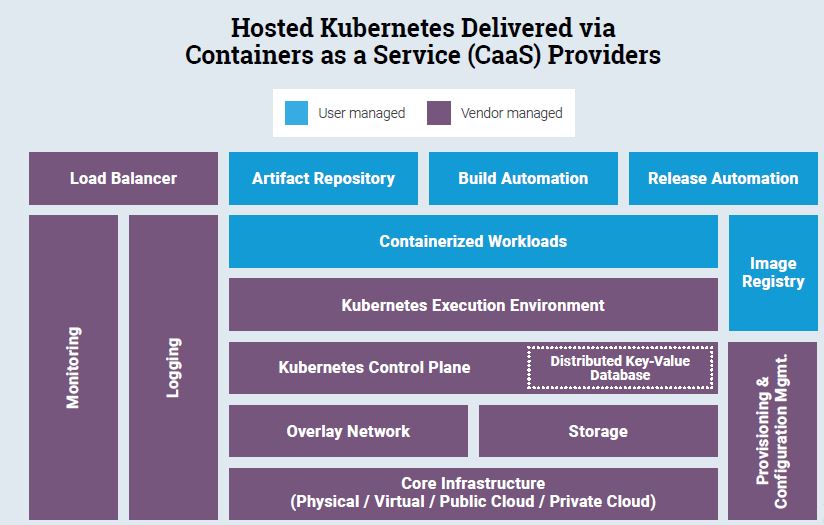 Hosted Kubernetes Delivered via
Containers as a Service (CaaS) Providers
User managed
Vendor managed
Load Balancer
Artifact Repository
Build Automation
Release Automation
Monitoring
Logging
Containerized Workloads
Image
Registry
Kubernetes Execution Environment
Kubernetes Control Plane
Distributed Key-Value
Database
Provisioning &
Configuration Mgmt.
Overlay Network
Storage
Core Infrastructure
(Physical / Virtual / Public Cloud / Private Cloud)